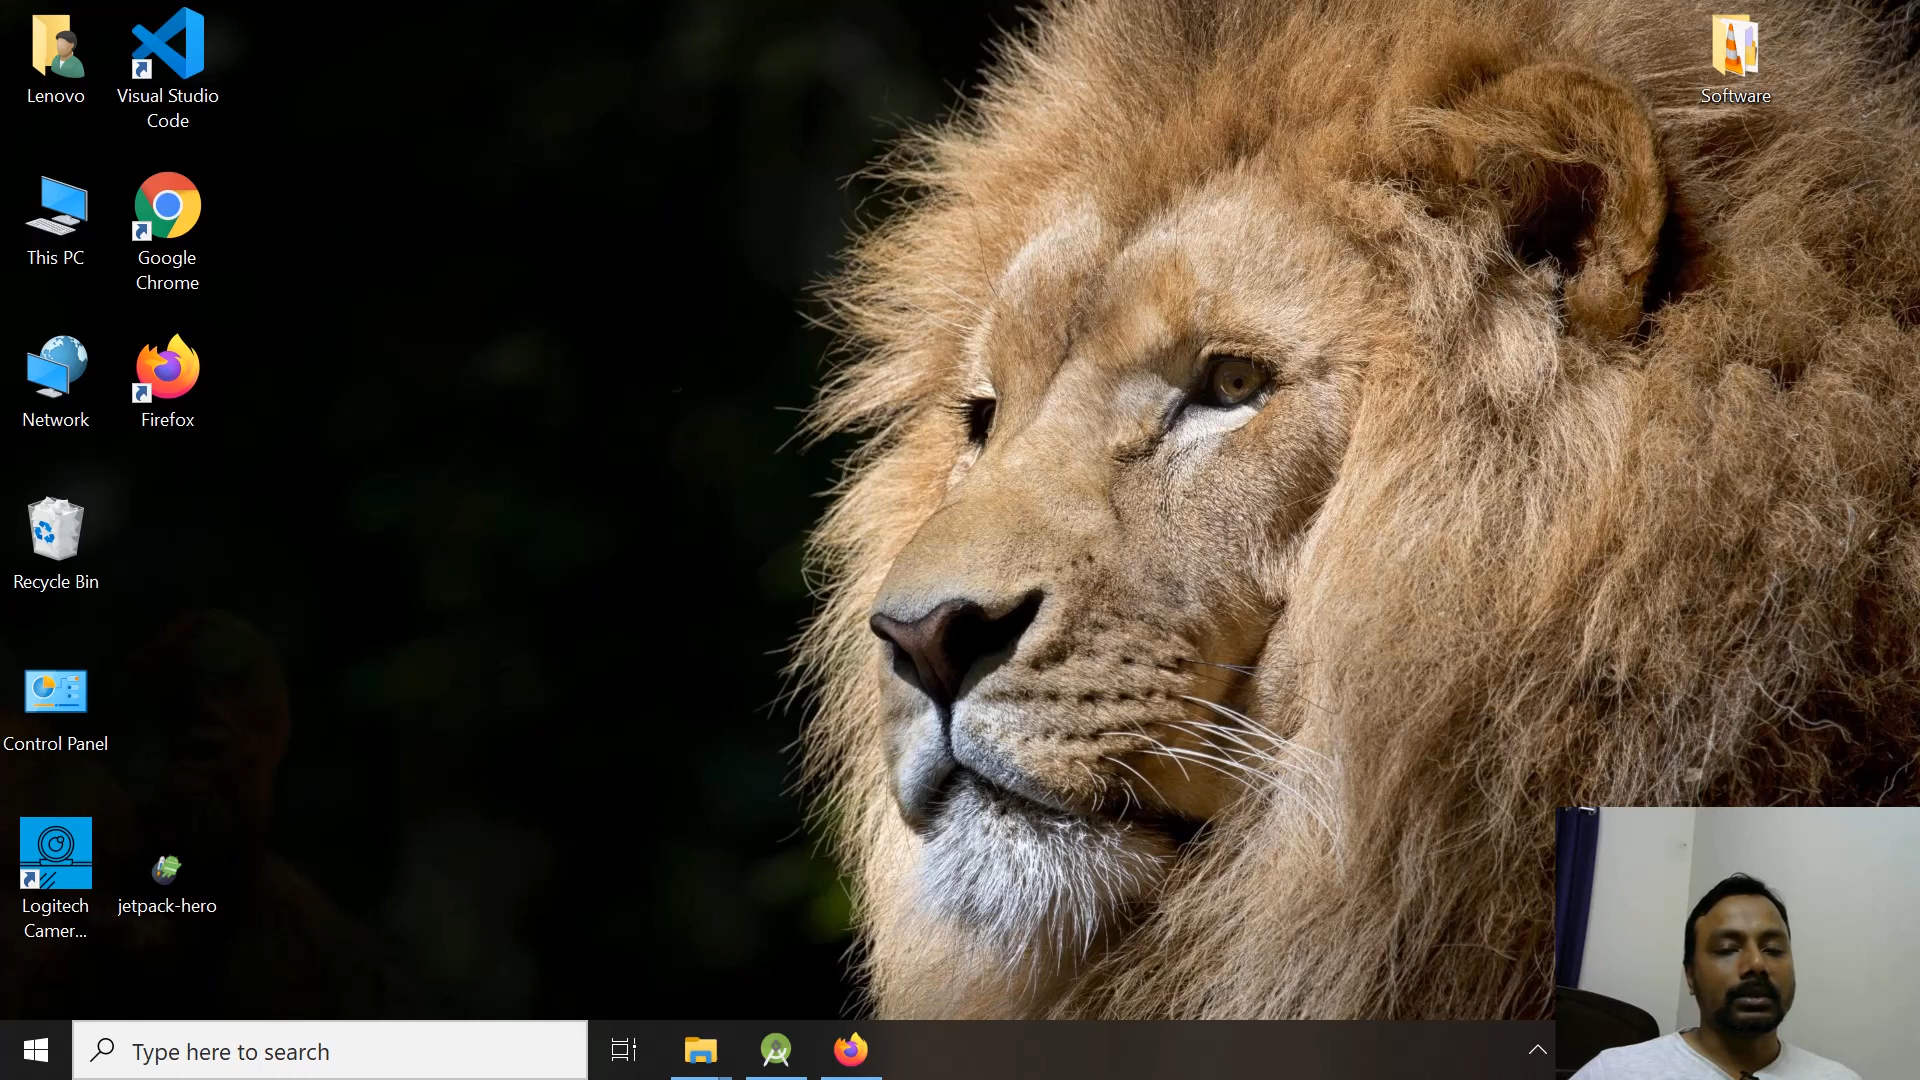 Lenovo
Visual Studio
Code
Software
This PC
Google
Chrome
Network
Firefox
Recycle Bin
Control Panel
Logitech
Camer...
jetpack-hero
Type here to search